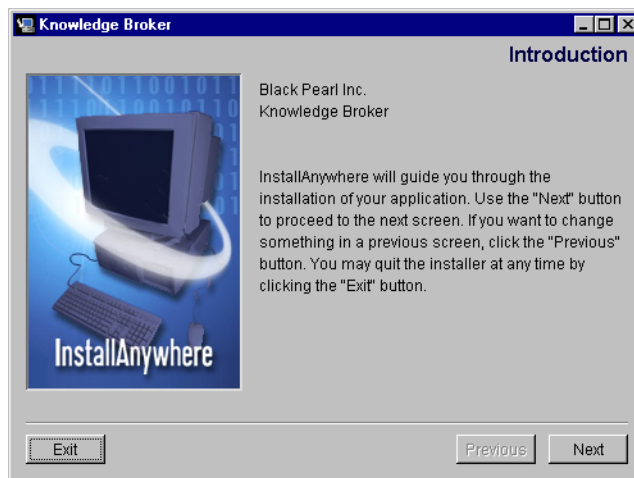 Knowledge Broker
Introduction
Black Pearl Inc.
Knowledge Broker
InstallAnywhere will guide you through the
installation of your application. Use the "Next" button
to proceed to the next screen. If you want to change
something in a previous screen, click the "Previous"
button. You may quit the installer at any time by
clicking the "Exit" button.
InstallAnywhere
Exit
Previous
Next